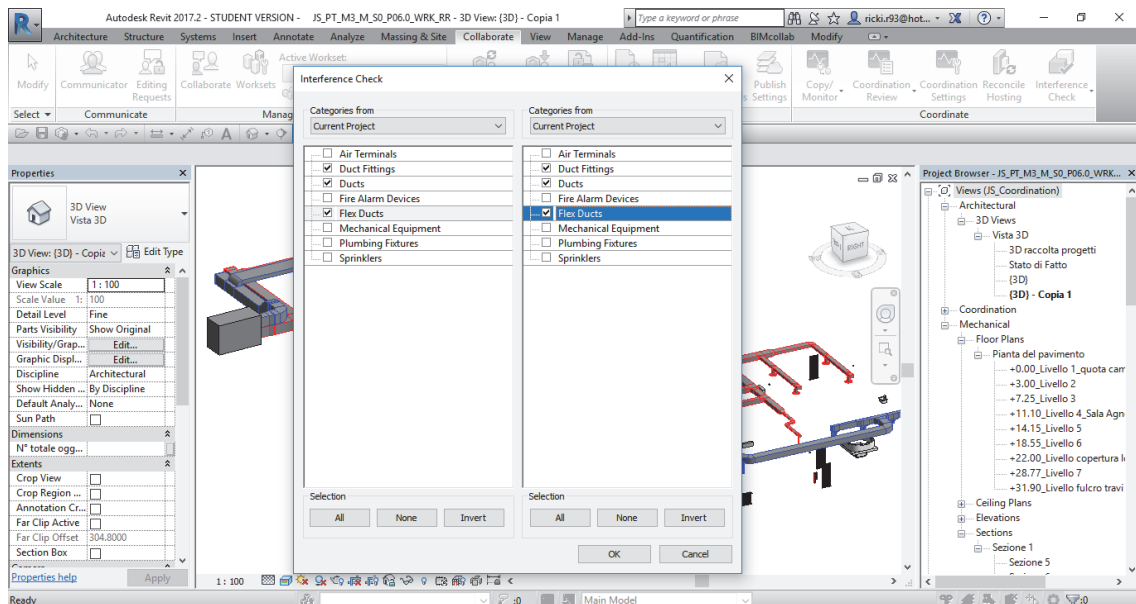 Autodesk Revit 2017.2 - STUDENT VERSION - JS_PT_M3_M_S0_P06.0_WRK_RR - 3D View: {3D} - Copia 1
Type a keyword or phrase
ricki.r93@hot...
Architecture Structure Systems Insert Annotate Analyze Massing & Site Collaborate View Manage Add-Ins Quantification BIMcollab Modify
Active Workset:
Modify Communicator Editing Requests Collaborate Worksets
Publish Settings Copy/ Monitor Coordination Review Coordination Settings Reconcile Hosting Interference Check
Select Communicate Manag Coordinate
Interference Check
Categories from
Current Project
Air Terminals
Duct Fittings
Ducts
Fire Alarm Devices
Flex Ducts
Mechanical Equipment
Plumbing Fixtures
Sprinklers
Selection
All None Invert
Categories from
Current Project
Air Terminals
Duct Fittings
Ducts
Fire Alarm Devices
Flex Ducts
Mechanical Equipment
Plumbing Fixtures
Sprinklers
Selection
All None Invert
OK Cancel
Properties
3D View
Vista 3D
3D View: {3D} - Copia Edit Type
Graphics
View Scale 1 : 100
Scale Value 1: 100
Detail Level Fine
Parts Visibility Show Original
Visibility/Grap... Edit...
Graphic Displ... Edit...
Discipline Architectural
Show Hidden ... By Discipline
Default Analy... None
Sun Path
Dimensions
N° totale ogg...
Extents
Crop View
Crop Region ...
Annotation Cr...
Far Clip Active
Far Clip Offset 304.8000
Section Box
Properties help Apply
RIGHT
Project Browser - JS_PT_M3_M_S0_P06.0_WRK...
Views (JS_Coordination)
Architectural
3D Views
Vista 3D
3D raccolta progetti
Stato di Fatto
{3D}
{3D} - Copia 1
Coordination
Mechanical
Floor Plans
Pianta del pavimento
+0.00_Livello 1_quota cam
+3.00_Livello 2
+7.25_Livello 3
+11.10_Livello 4_Sala Agn
+14.15_Livello 5
+18.55_Livello 6
+22.00_Livello copertura l
+28.77_Livello 7
+31.90_Livello fulcro travi
Ceiling Plans
Elevations
Sections
Sezione 1
Sezione 5
1 : 100
Ready
:0
Main Model
:0